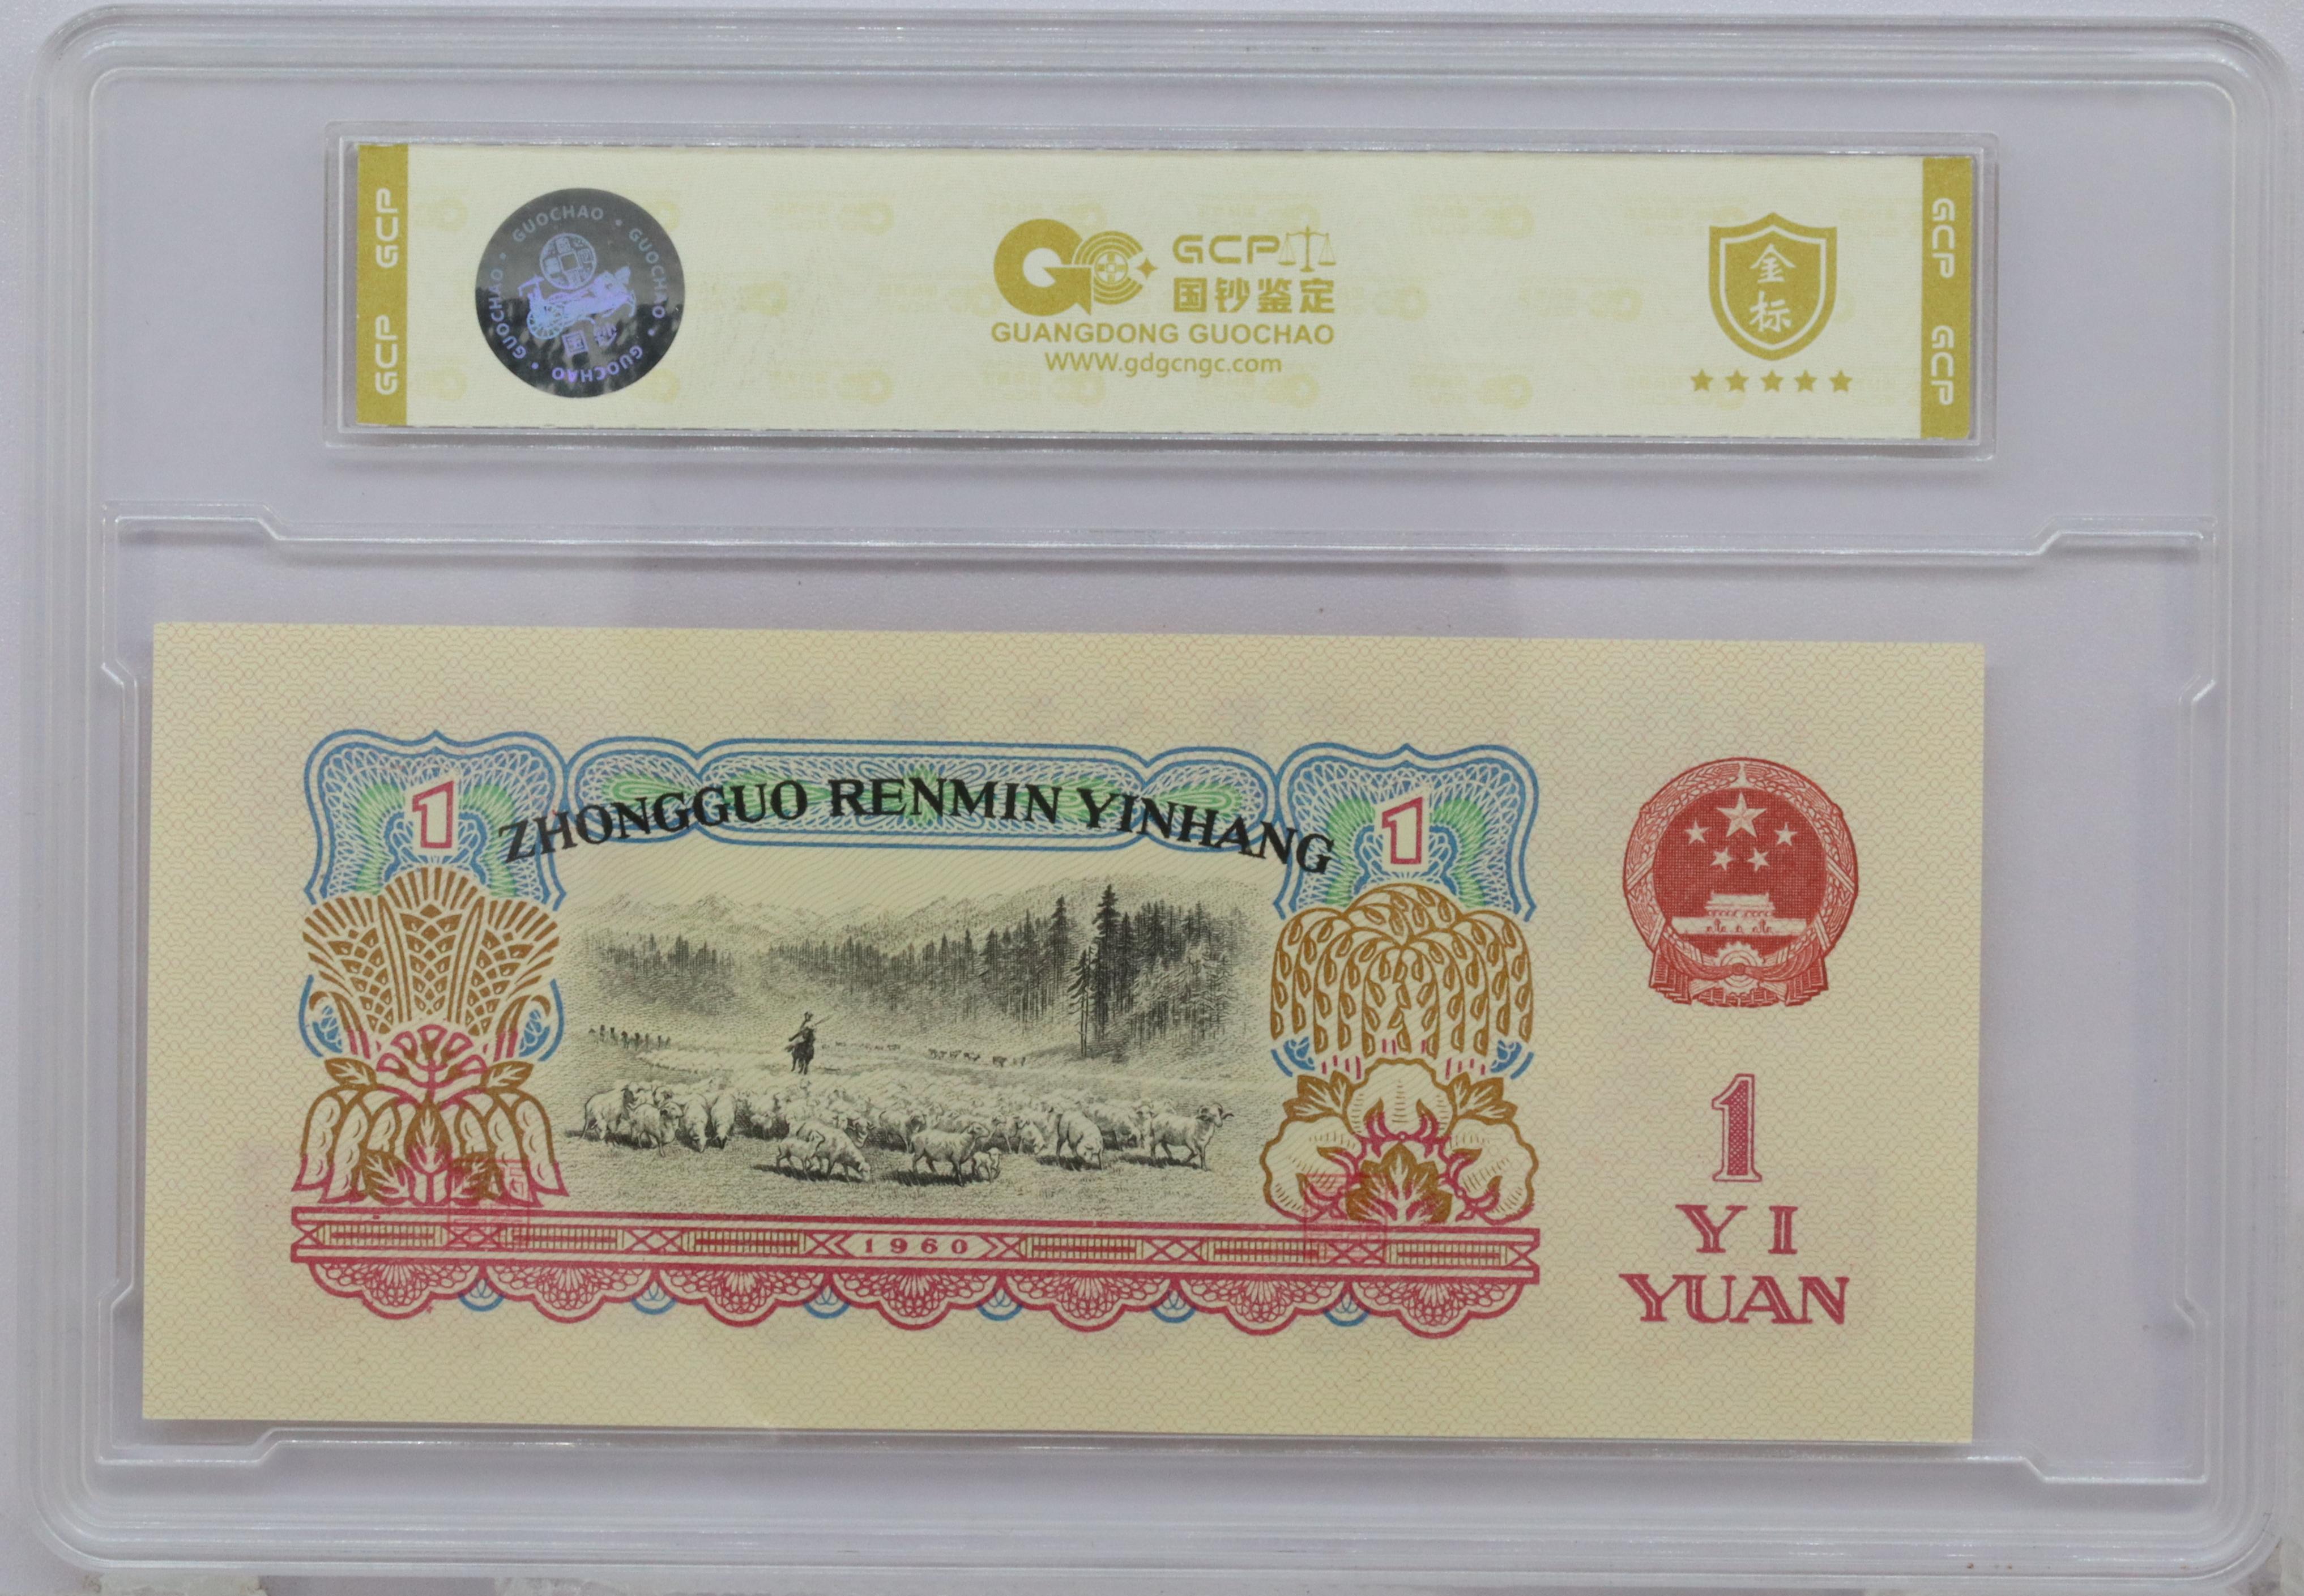 GCP GCP
GUOCHAO • GUOCHAO • GUOCHAO • GUOCHAO •
国钞
GCP
国钞鉴定
GUANGDONG GUOCHAO
WWW.gdgcngc.com
金
标
GCP GCP
1
ZHONGGUO RENMIN YINHANG
1
1960
1
YI
YUAN